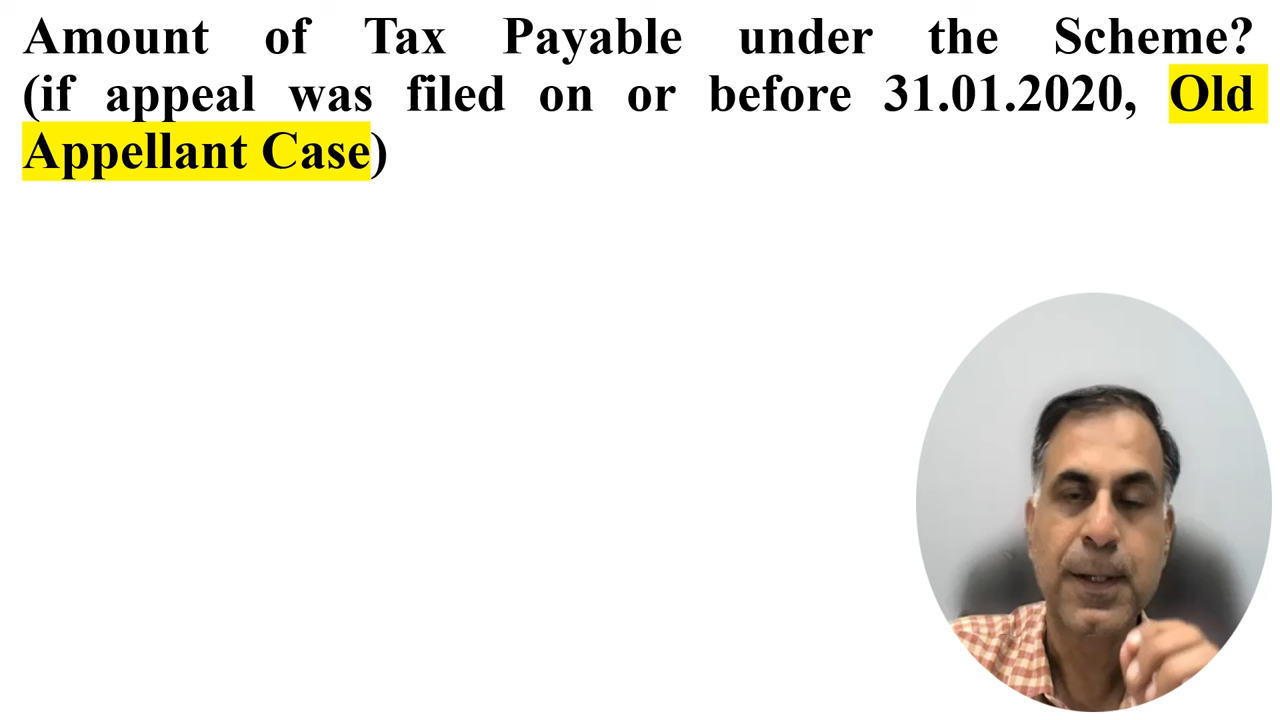 Amount of Tax Payable under the Scheme?
(if appeal was filed on or before 31.01.2020, Old
Appellant Case)